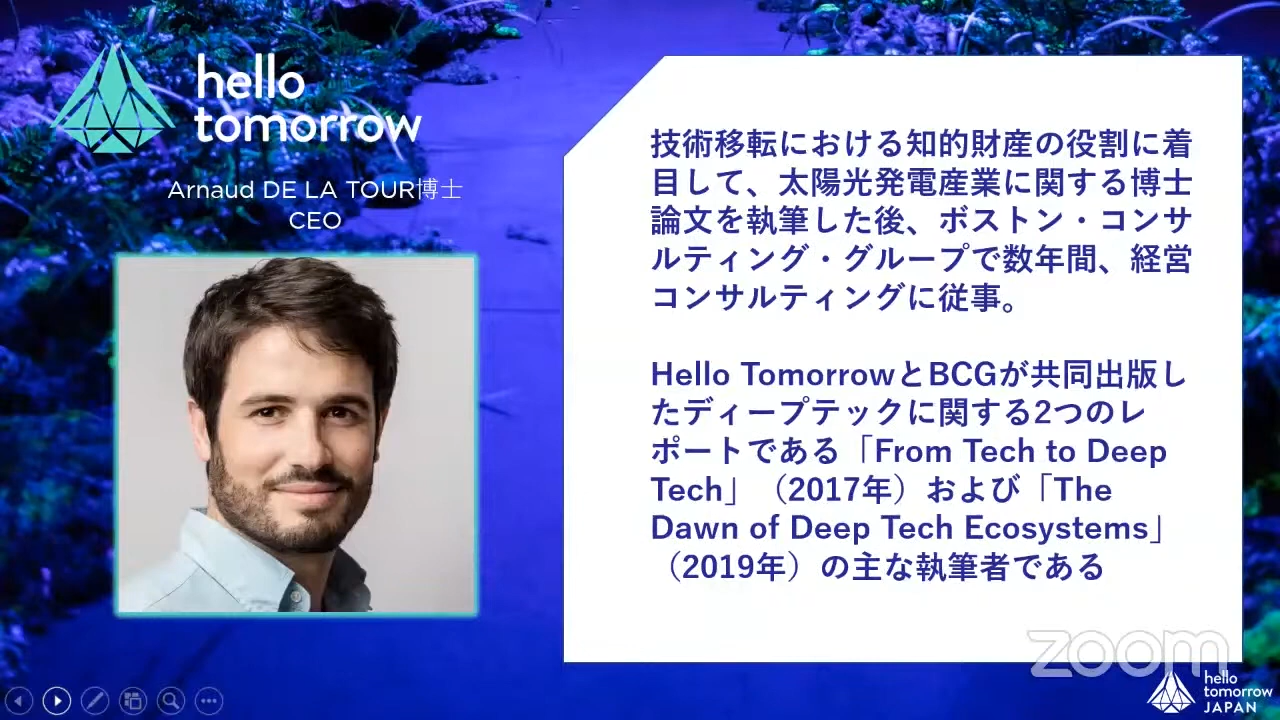 hello
tomorrow
Arnaud DE LA TOUR博士
CEO
技術移転における知的財産の役割に着
目して、太陽光発電産業に関する博士
論文を執筆した後、ボストン・コンサ
ルティング・グループで数年間、経営
コンサルティングに従事。
Hello TomorrowとBCGが共同出版し
たディープテックに関する2つのレ
ポートである「From Tech to Deep
Tech」（2017年）および「The
Dawn of Deep Tech Ecosystems」
（2019年）の主な執筆者である
zoom
hello
tomorrow
JAPAN